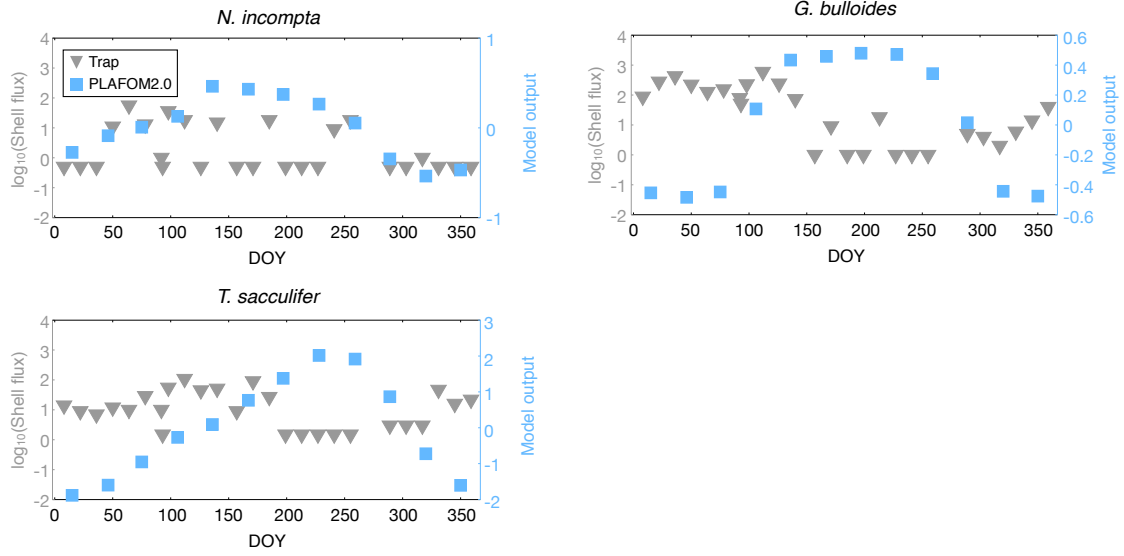 N. incompta
4
3
2
1
0
-1
-2
log10(Shell flux)
Trap
PLAFOM2.0
1
0
-1
Model output
0 50 100 150 200 250 300 350
DOY
G. bulloides
4
3
2
1
0
-1
-2
log10(Shell flux)
0.6
0.4
0.2
0
-0.2
-0.4
-0.6
Model output
0 50 100 150 200 250 300 350
DOY
T. sacculifer
4
3
2
1
0
-1
-2
log10(Shell flux)
3
2
1
0
-1
-2
Model output
0 50 100 150 200 250 300 350
DOY